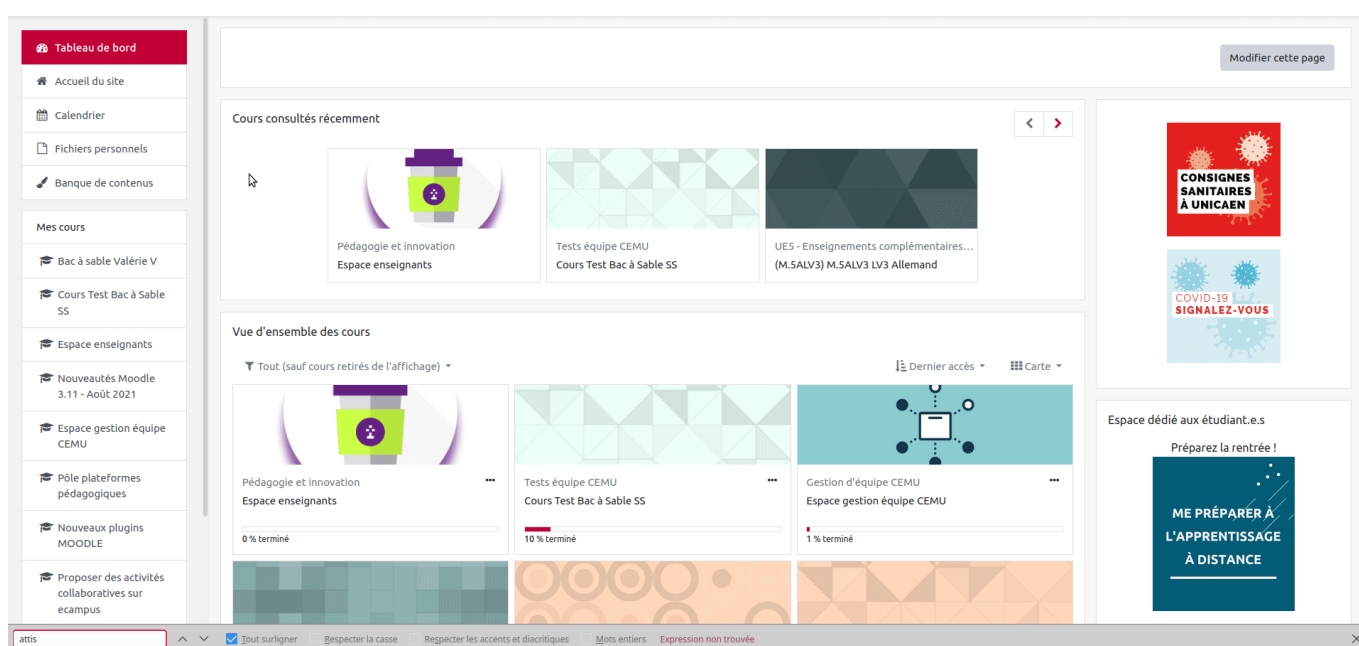 Tableau de bord
Accueil du site
Calendrier
Fichiers personnels
Banque de contenus
Mes cours
Bac à sable Valérie V
Cours Test Bac à Sable
SS
Espace enseignants
Nouveautés Moodle
3.11 - Août 2021
Espace gestion équipe
CEMU
Pôle plateformes
pédagogiques
Nouveaux plugins
MOODLE
Proposer des activités
collaboratives sur
ecampus
Modifier cette page
Cours consultés récemment
Pédagogie et innovation
Espace enseignants
Tests équipe CEMU
Cours Test Bac à Sable SS
UE5 - Enseignements complémentaires...
(M.5ALV3) M.5ALV3 LV3 Allemand
Vue d'ensemble des cours
Tout (sauf cours retirés de l'affichage)
Dernier accès
Carte
Pédagogie et innovation
Espace enseignants
0 % terminé
Tests équipe CEMU
Cours Test Bac à Sable SS
10 % terminé
Gestion d'équipe CEMU
Espace gestion équipe CEMU
1 % terminé
CONSIGNES
SANITAIRES
À UNICAEN
COVID-19
SIGNALEZ-VOUS
Espace dédié aux étudiant.e.s
Préparez la rentrée !
ME PRÉPARER À
L'APPRENTISSAGE
À DISTANCE
attis
Tout surligner
Respecter la casse
Respecter les accents et diacritiques
Mots entiers
Expression non trouvée